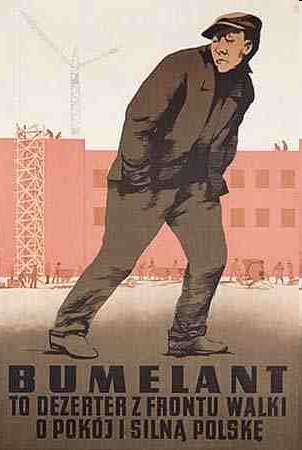 BUMELANT
TO DEZERTER Z FRONTU WALKI
O POKÓJ I SILNĄ POLSKĘ